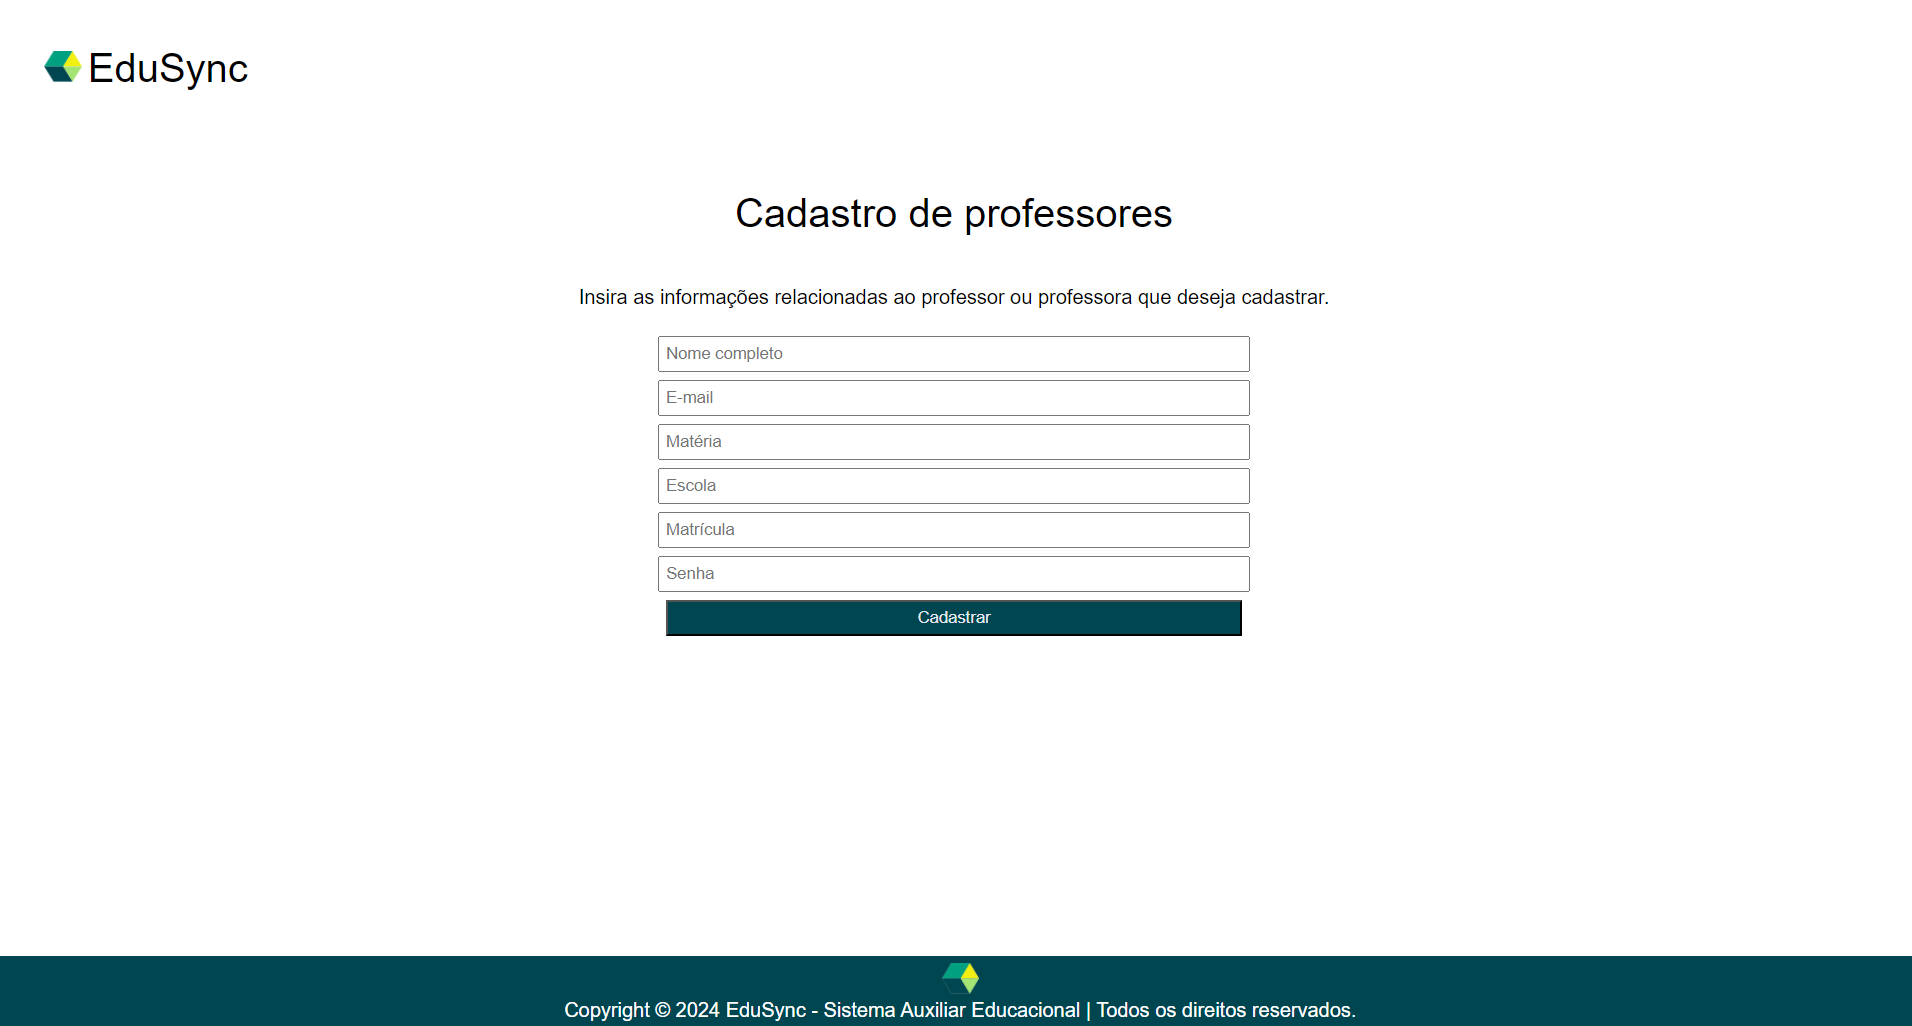 EduSync
Cadastro de professores
Insira as informações relacionadas ao professor ou professora que deseja cadastrar.
Nome completo
E-mail
Matéria
Escola
Matrícula
Senha
Cadastrar
Copyright © 2024 EduSync - Sistema Auxiliar Educacional | Todos os direitos reservados.